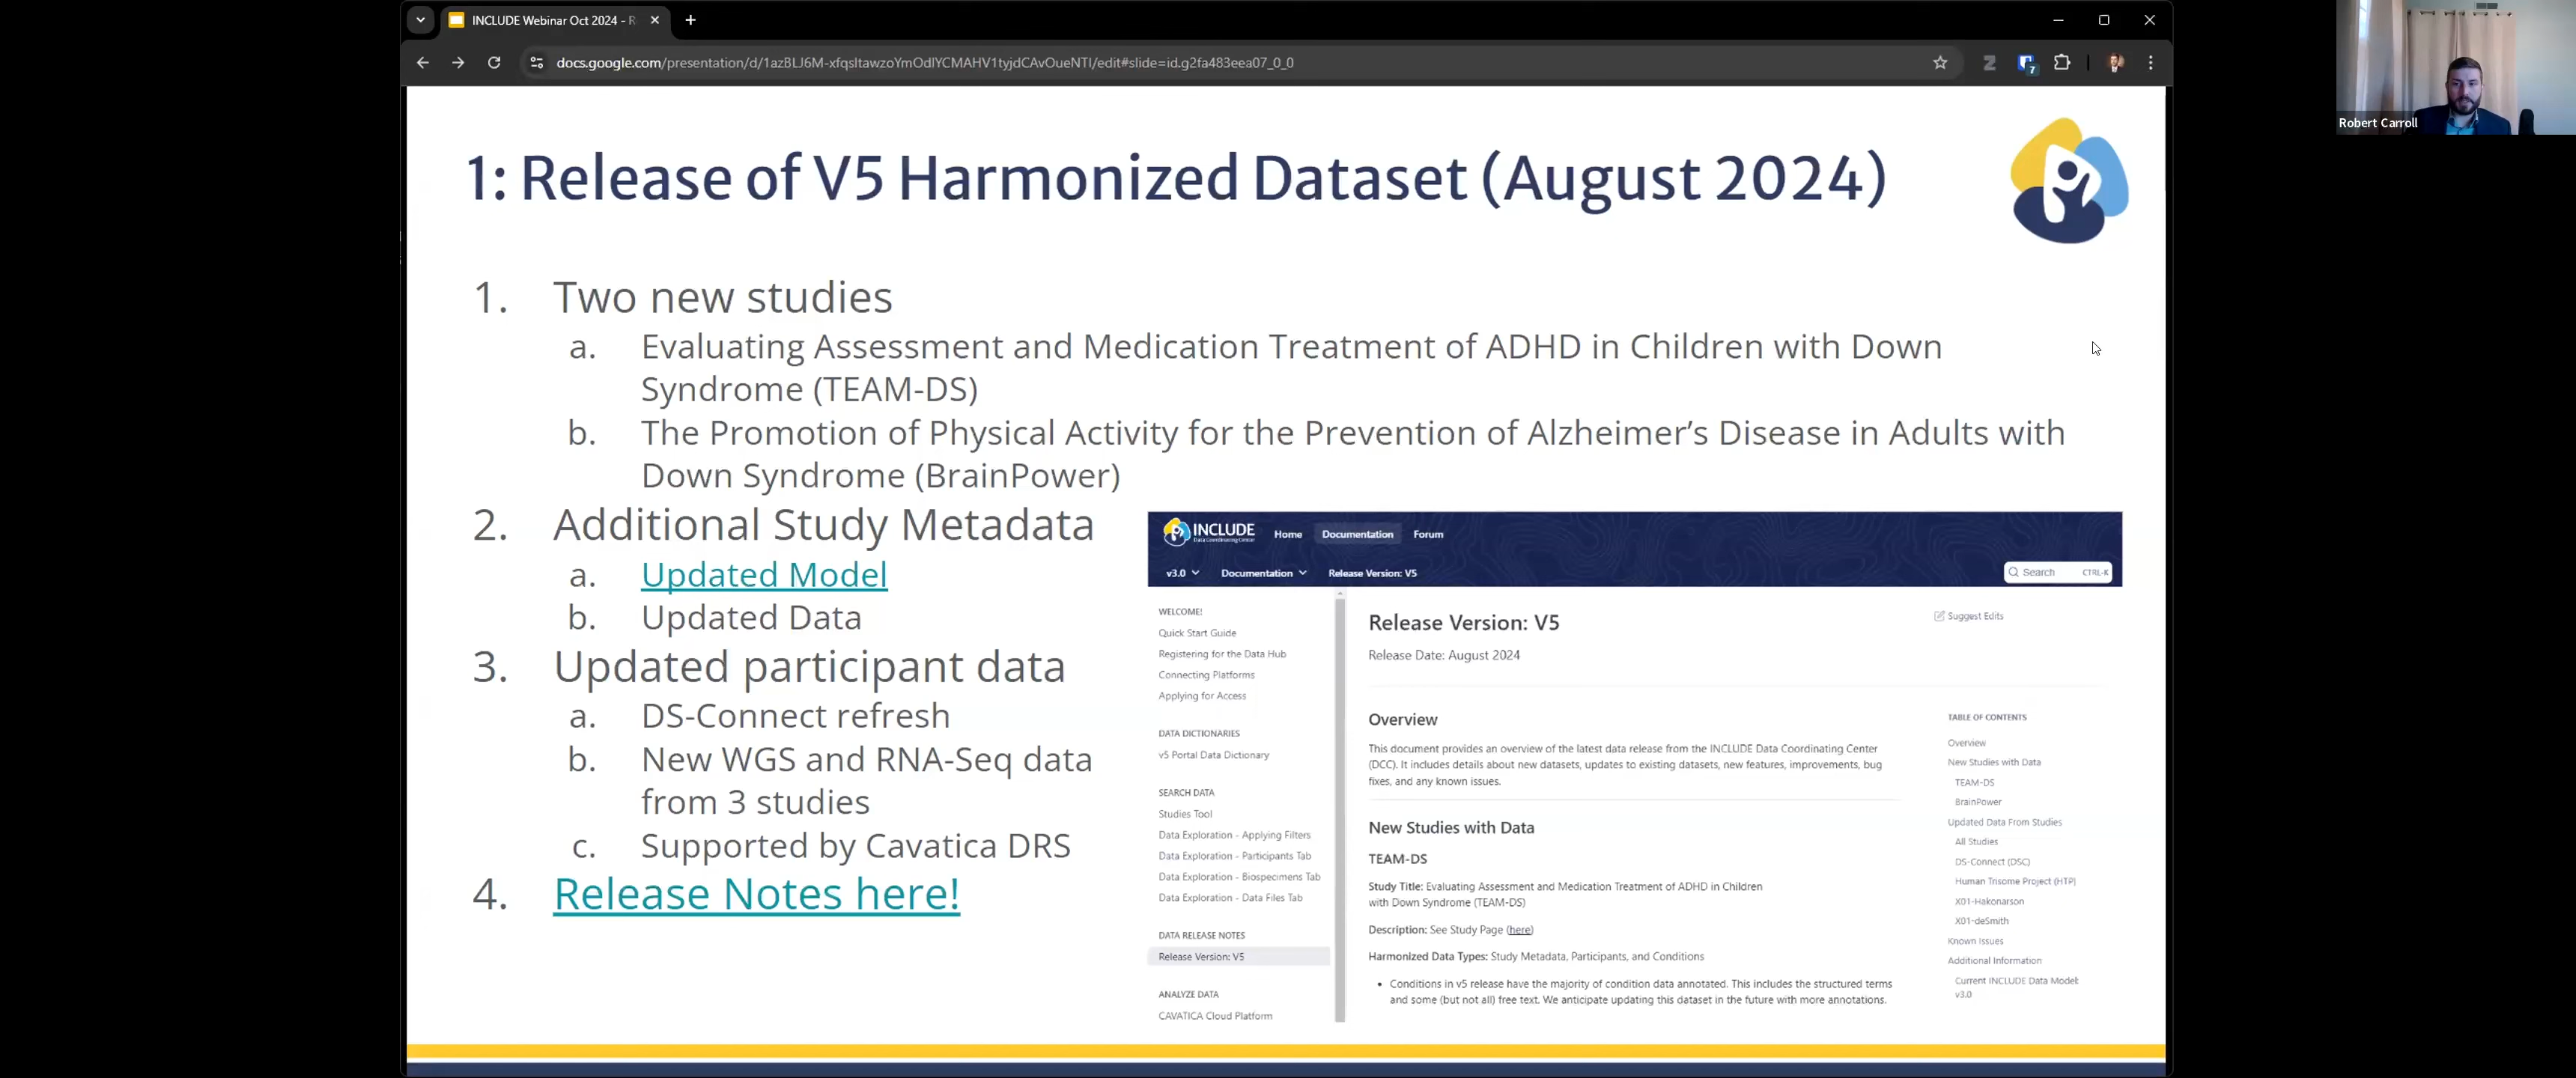 INCLUDE Webinar Oct 2024 - R
docs.google.com/presentation/d/1azBLJ6M-xfqsItawzoYmOdlYCMAHV1tyjdCAvOueNTI/edit#slide=id.g2fa483eea07_0_0
7
Robert Carroll
1: Release of V5 Harmonized Dataset (August 2024)
1. Two new studies
a. Evaluating Assessment and Medication Treatment of ADHD in Children with Down
Syndrome (TEAM-DS)
b. The Promotion of Physical Activity for the Prevention of Alzheimer’s Disease in Adults with
Down Syndrome (BrainPower)
2. Additional Study Metadata
a. Updated Model
b. Updated Data
3. Updated participant data
a. DS-Connect refresh
b. New WGS and RNA-Seq data
from 3 studies
c. Supported by Cavatica DRS
4. Release Notes here!
INCLUDE
Data Coordinating Center
Home Documentation Forum
v3.0 Documentation Release Version: V5
Search CTRL-K
WELCOME!
Quick Start Guide
Registering for the Data Hub
Connecting Platforms
Applying for Access
DATA DICTIONARIES
v5 Portal Data Dictionary
SEARCH DATA
Studies Tool
Data Exploration - Applying Filters
Data Exploration - Participants Tab
Data Exploration - Biospecimens Tab
Data Exploration - Data Files Tab
DATA RELEASE NOTES
Release Version: V5
ANALYZE DATA
CAVATICA Cloud Platform
Release Version: V5
Suggest Edits
Release Date: August 2024
Overview
This document provides an overview of the latest data release from the INCLUDE Data Coordinating Center
(DCC). It includes details about new datasets, updates to existing datasets, new features, improvements, bug
fixes, and any known issues.
New Studies with Data
TEAM-DS
Study Title: Evaluating Assessment and Medication Treatment of ADHD in Children
with Down Syndrome (TEAM-DS)
Description: See Study Page (here)
Harmonized Data Types: Study Metadata, Participants, and Conditions
• Conditions in v5 release have the majority of condition data annotated. This includes the structured terms
and some (but not all) free text. We anticipate updating this dataset in the future with more annotations.
TABLE OF CONTENTS
Overview
New Studies with Data
TEAM-DS
BrainPower
Updated Data From Studies
All Studies
DS-Connect (DSC)
Human Trisome Project (HTP)
X01-Hakonarson
X01-deSmith
Known Issues
Additional Information
Current INCLUDE Data Model:
v3.0